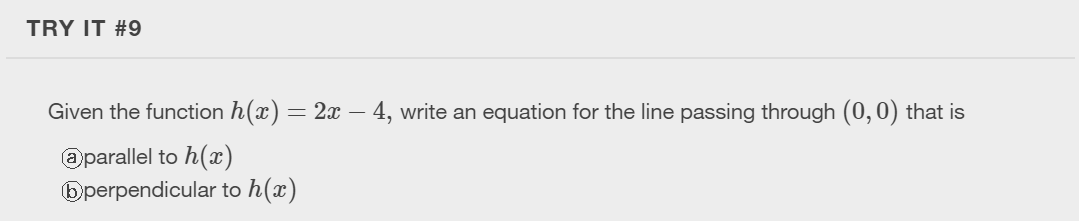 TRY IT #9
Given the function h(x) = 2x − 4, write an equation for the line passing through (0, 0) that is
ⓐparallel to h(x)
ⓑperpendicular to h(x)